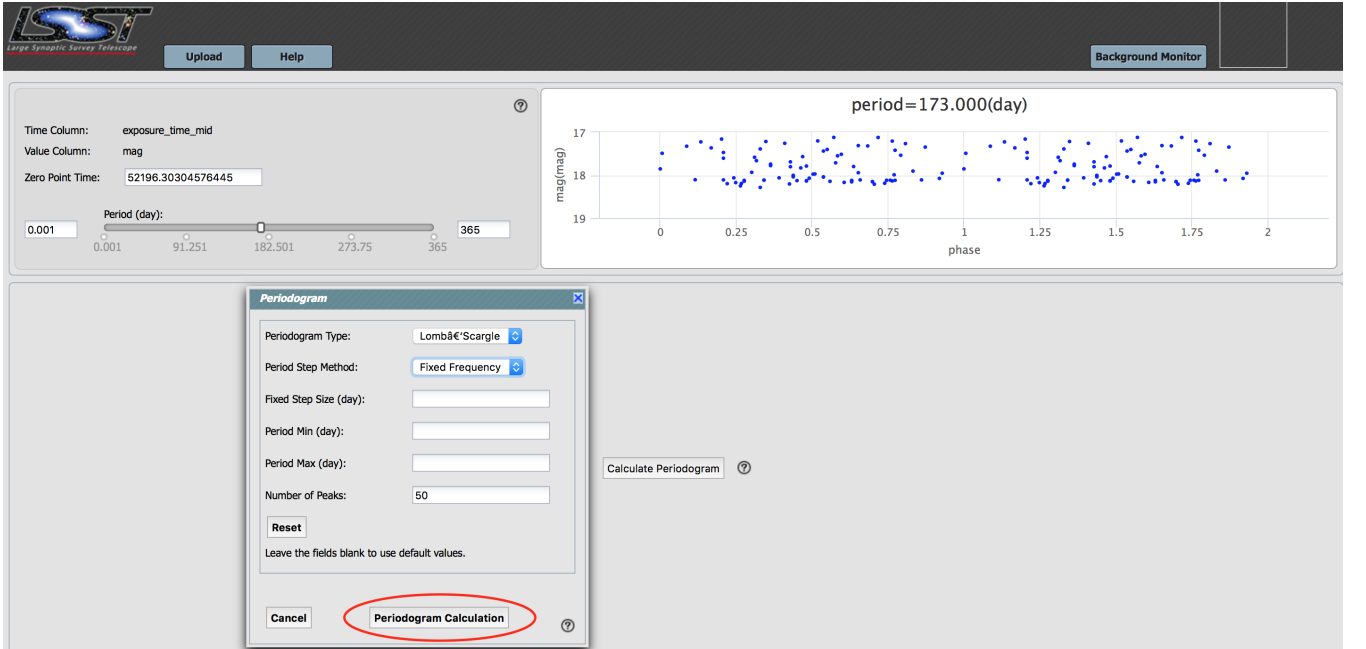 LSST
Large Synoptic Survey Telescope
Upload
Help
Background Monitor
?
Time Column: exposure_time_mid
Value Column: mag
Zero Point Time: 52196.30304576445
Period (day):
0.001
365
0.001 91.251 182.501 273.75 365
period=173.000(day)
mag(mag)
17
18
19
0 0.25 0.5 0.75 1 1.25 1.5 1.75 2
phase
Periodogram
Periodogram Type: Lombâ€‘Scargle
Period Step Method: Fixed Frequency
Fixed Step Size (day):
Period Min (day):
Period Max (day):
Number of Peaks: 50
Reset
Leave the fields blank to use default values.
Cancel
Periodogram Calculation
?
Calculate Periodogram
?